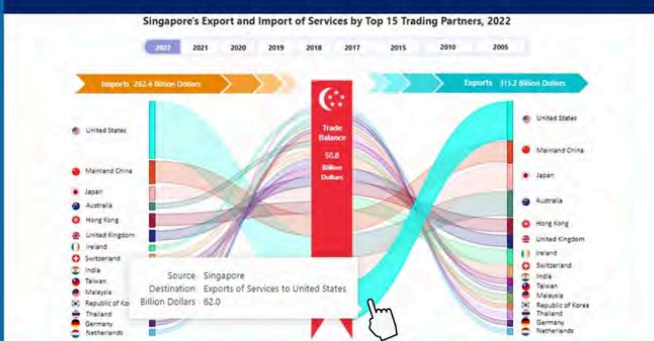 Singapore's Export and Import of Services by Top 15 Trading Partners, 2022
2022 2021 2020 2019 2018 2017 2015 2010 2005
Imports 262.4 Billion Dollars
Exports 313.2 Billion Dollars
Trade
Balance
50.8
Billion
Dollars
United States
Mainland China
Japan
Australia
Hong Kong
United Kingdom
Ireland
Switzerland
India
Taiwan
Malaysia
Republic of Ko
Thailand
Germany
Netherlands
Source Singapore
Destination Exports of Services to United States
Billion Dollars 62.0
United States
Mainland China
Japan
Australia
Hong Kong
United Kingdom
Ireland
Switzerland
India
Taiwan
Malaysia
Republic of Korea
Thailand
Germany
Netherlands